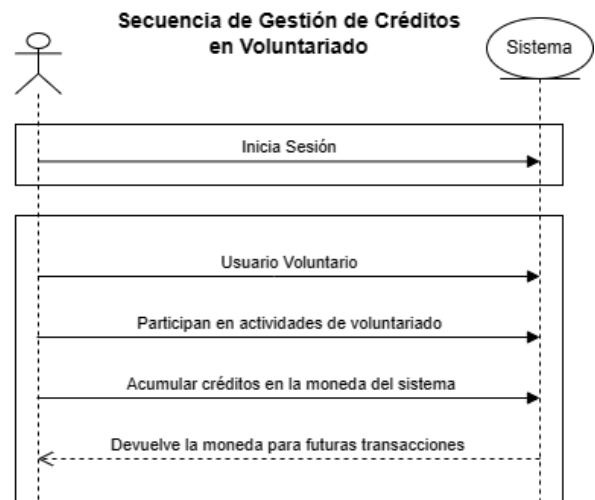 Secuencia de Gestión de Créditos
en Voluntariado
Sistema
Inicia Sesión
Usuario Voluntario
Participan en actividades de voluntariado
Acumular créditos en la moneda del sistema
Devuelve la moneda para futuras transacciones